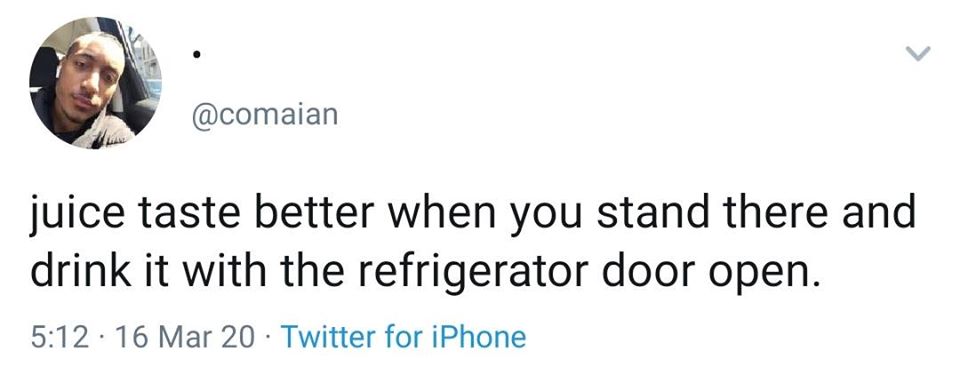 .
@comaian
juice taste better when you stand there and
drink it with the refrigerator door open.
5:12 · 16 Mar 20 · Twitter for iPhone